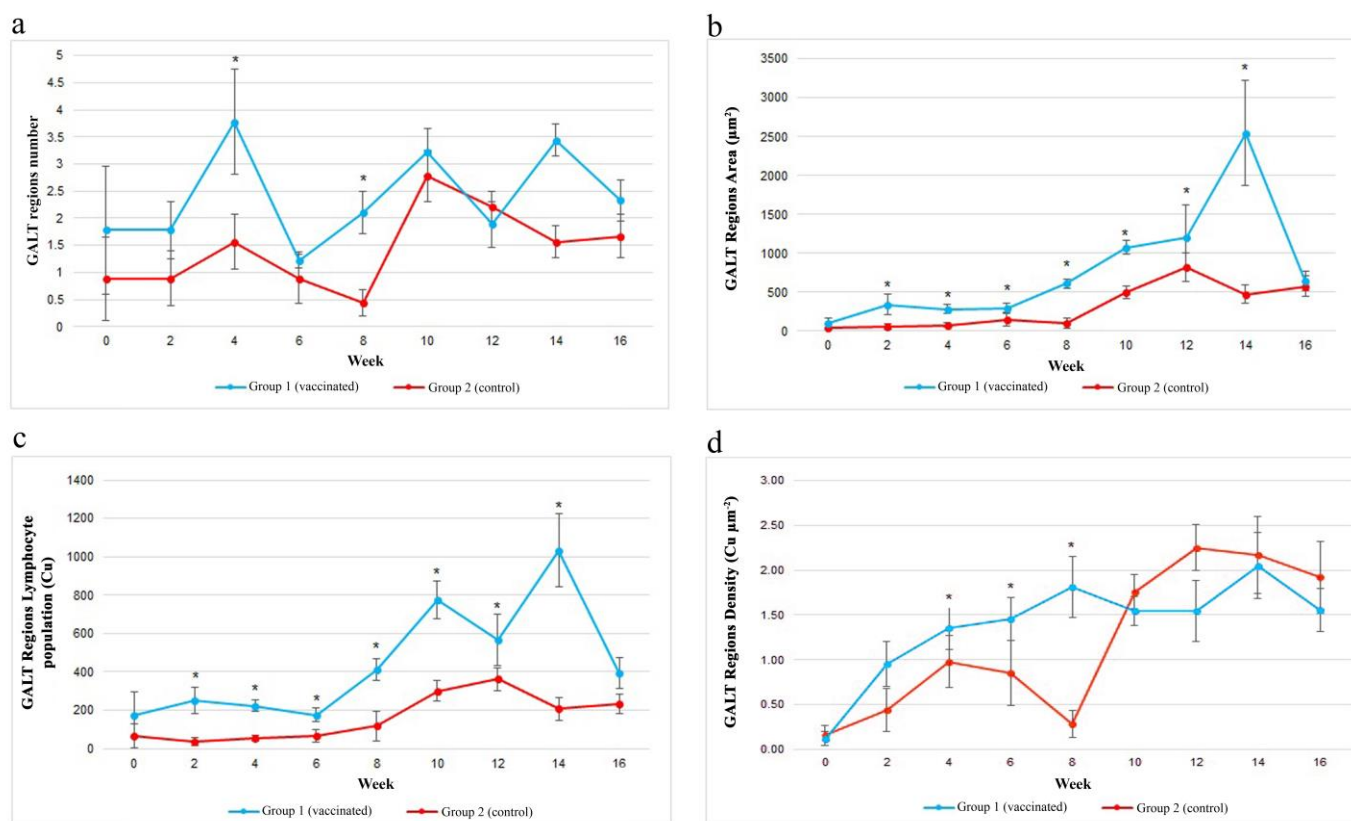 a
GALT regions number
5
4.5
4
3.5
3
2.5
2
1.5
1
0.5
0
*
*
0 2 4 6 8 10 12 14 16
Week
Group 1 (vaccinated) Group 2 (control)
b
GALT Regions Area (µm²)
3500
3000
2500
2000
1500
1000
500
0
* * * * * * *
0 2 4 6 8 10 12 14 16
Week
Group 1 (vaccinated) Group 2 (control)
c
GALT Regions Lymphocyte
population (Cu)
1400
1200
1000
800
600
400
200
0
* * * * * * *
0 2 4 6 8 10 12 14 16
Week
Group 1 (vaccinated) Group 2 (control)
d
GALT Regions Density (Cu µm⁻²)
3.00
2.50
2.00
1.50
1.00
0.50
0.00
* * *
0 2 4 6 8 10 12 14 16
Week
Group 1 (vaccinated) Group 2 (control)